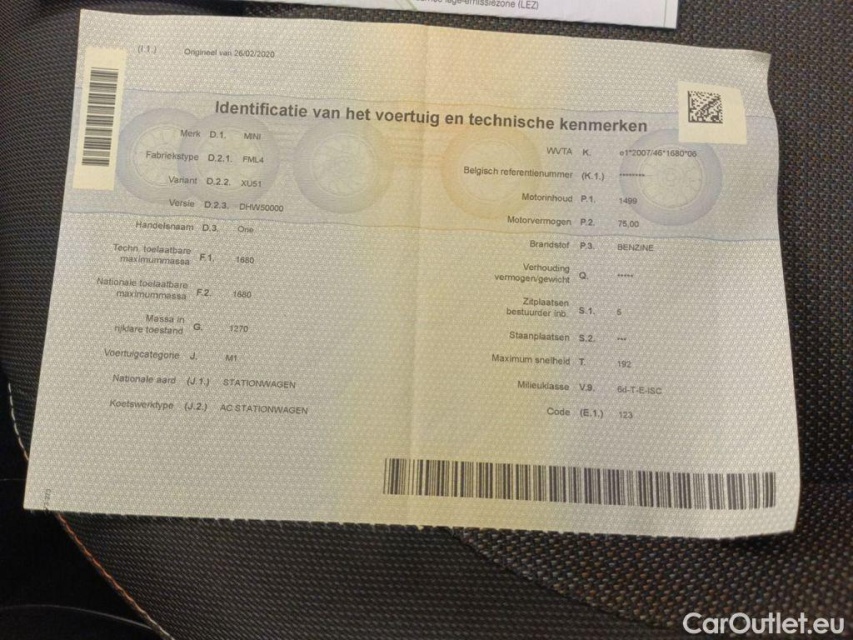 lage-emissiezone (LEZ)
(I.1.) Origineel van 26/02/2020
Identificatie van het voertuig en technische kenmerken
Merk D.1. MINI
Fabriekstype D.2.1. FML4
Variant D.2.2. XU51
Versie D.2.3. DHW50000
Handelsnaam D.3. One
Techn. toelaatbare
maximummassa F.1. 1680
Nationale toelaatbare
maximummassa F.2. 1680
Massa in
rijklare toestand G. 1270
Voertuigcategorie J. M1
Nationale aard (J.1.) STATIONWAGEN
Koetswerktype (J.2.) AC STATIONWAGEN
WVTA K. e1*2007/46*1680*06
Belgisch referentienummer (K.1.) ********
Motorinhoud P.1. 1499
Motorvermogen P.2. 75,00
Brandstof P.3. BENZINE
Verhouding
vermogen/gewicht Q. *****
Zitplaatsen
bestuurder inb. S.1. 5
Staanplaatsen S.2. ***
Maximum snelheid T. 192
Milieuklasse V.9. 6d-T-E-ISC
Code (E.1.) 123
CarOutlet.eu